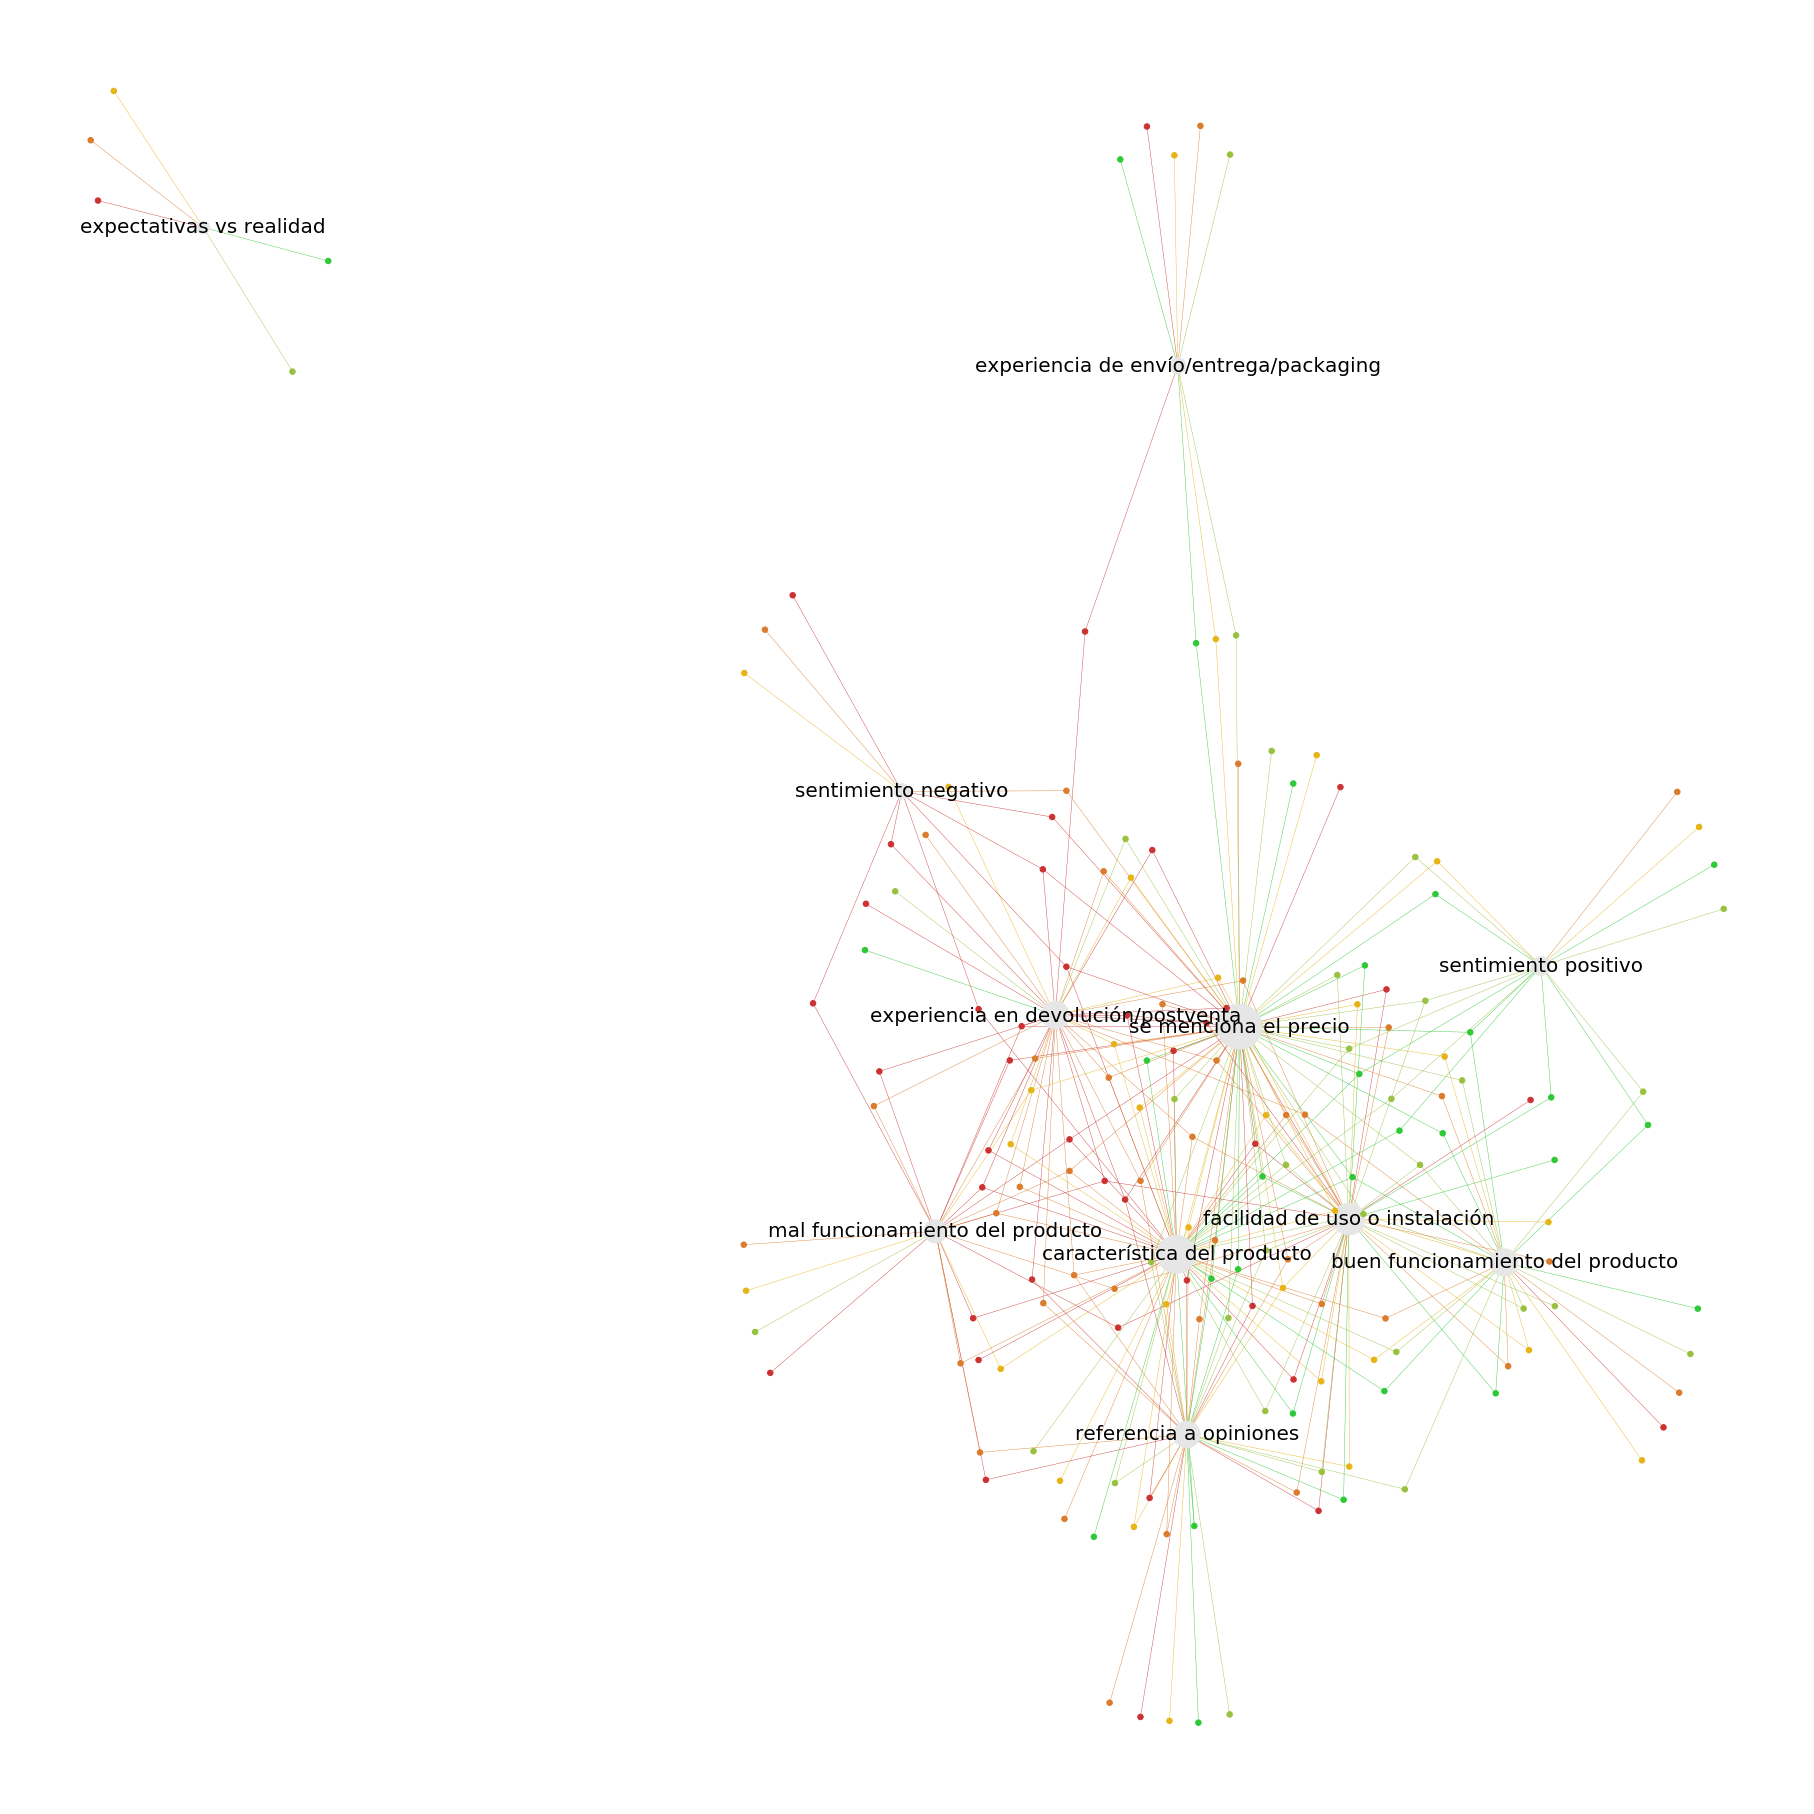 expectativas vs realidad
experiencia de envío/entrega/packaging
sentimiento negativo
sentimiento positivo
experiencia en devolución/postventa
se menciona el precio
facilidad de uso o instalación
mal funcionamiento del producto
característica del producto
buen funcionamiento del producto
referencia a opiniones